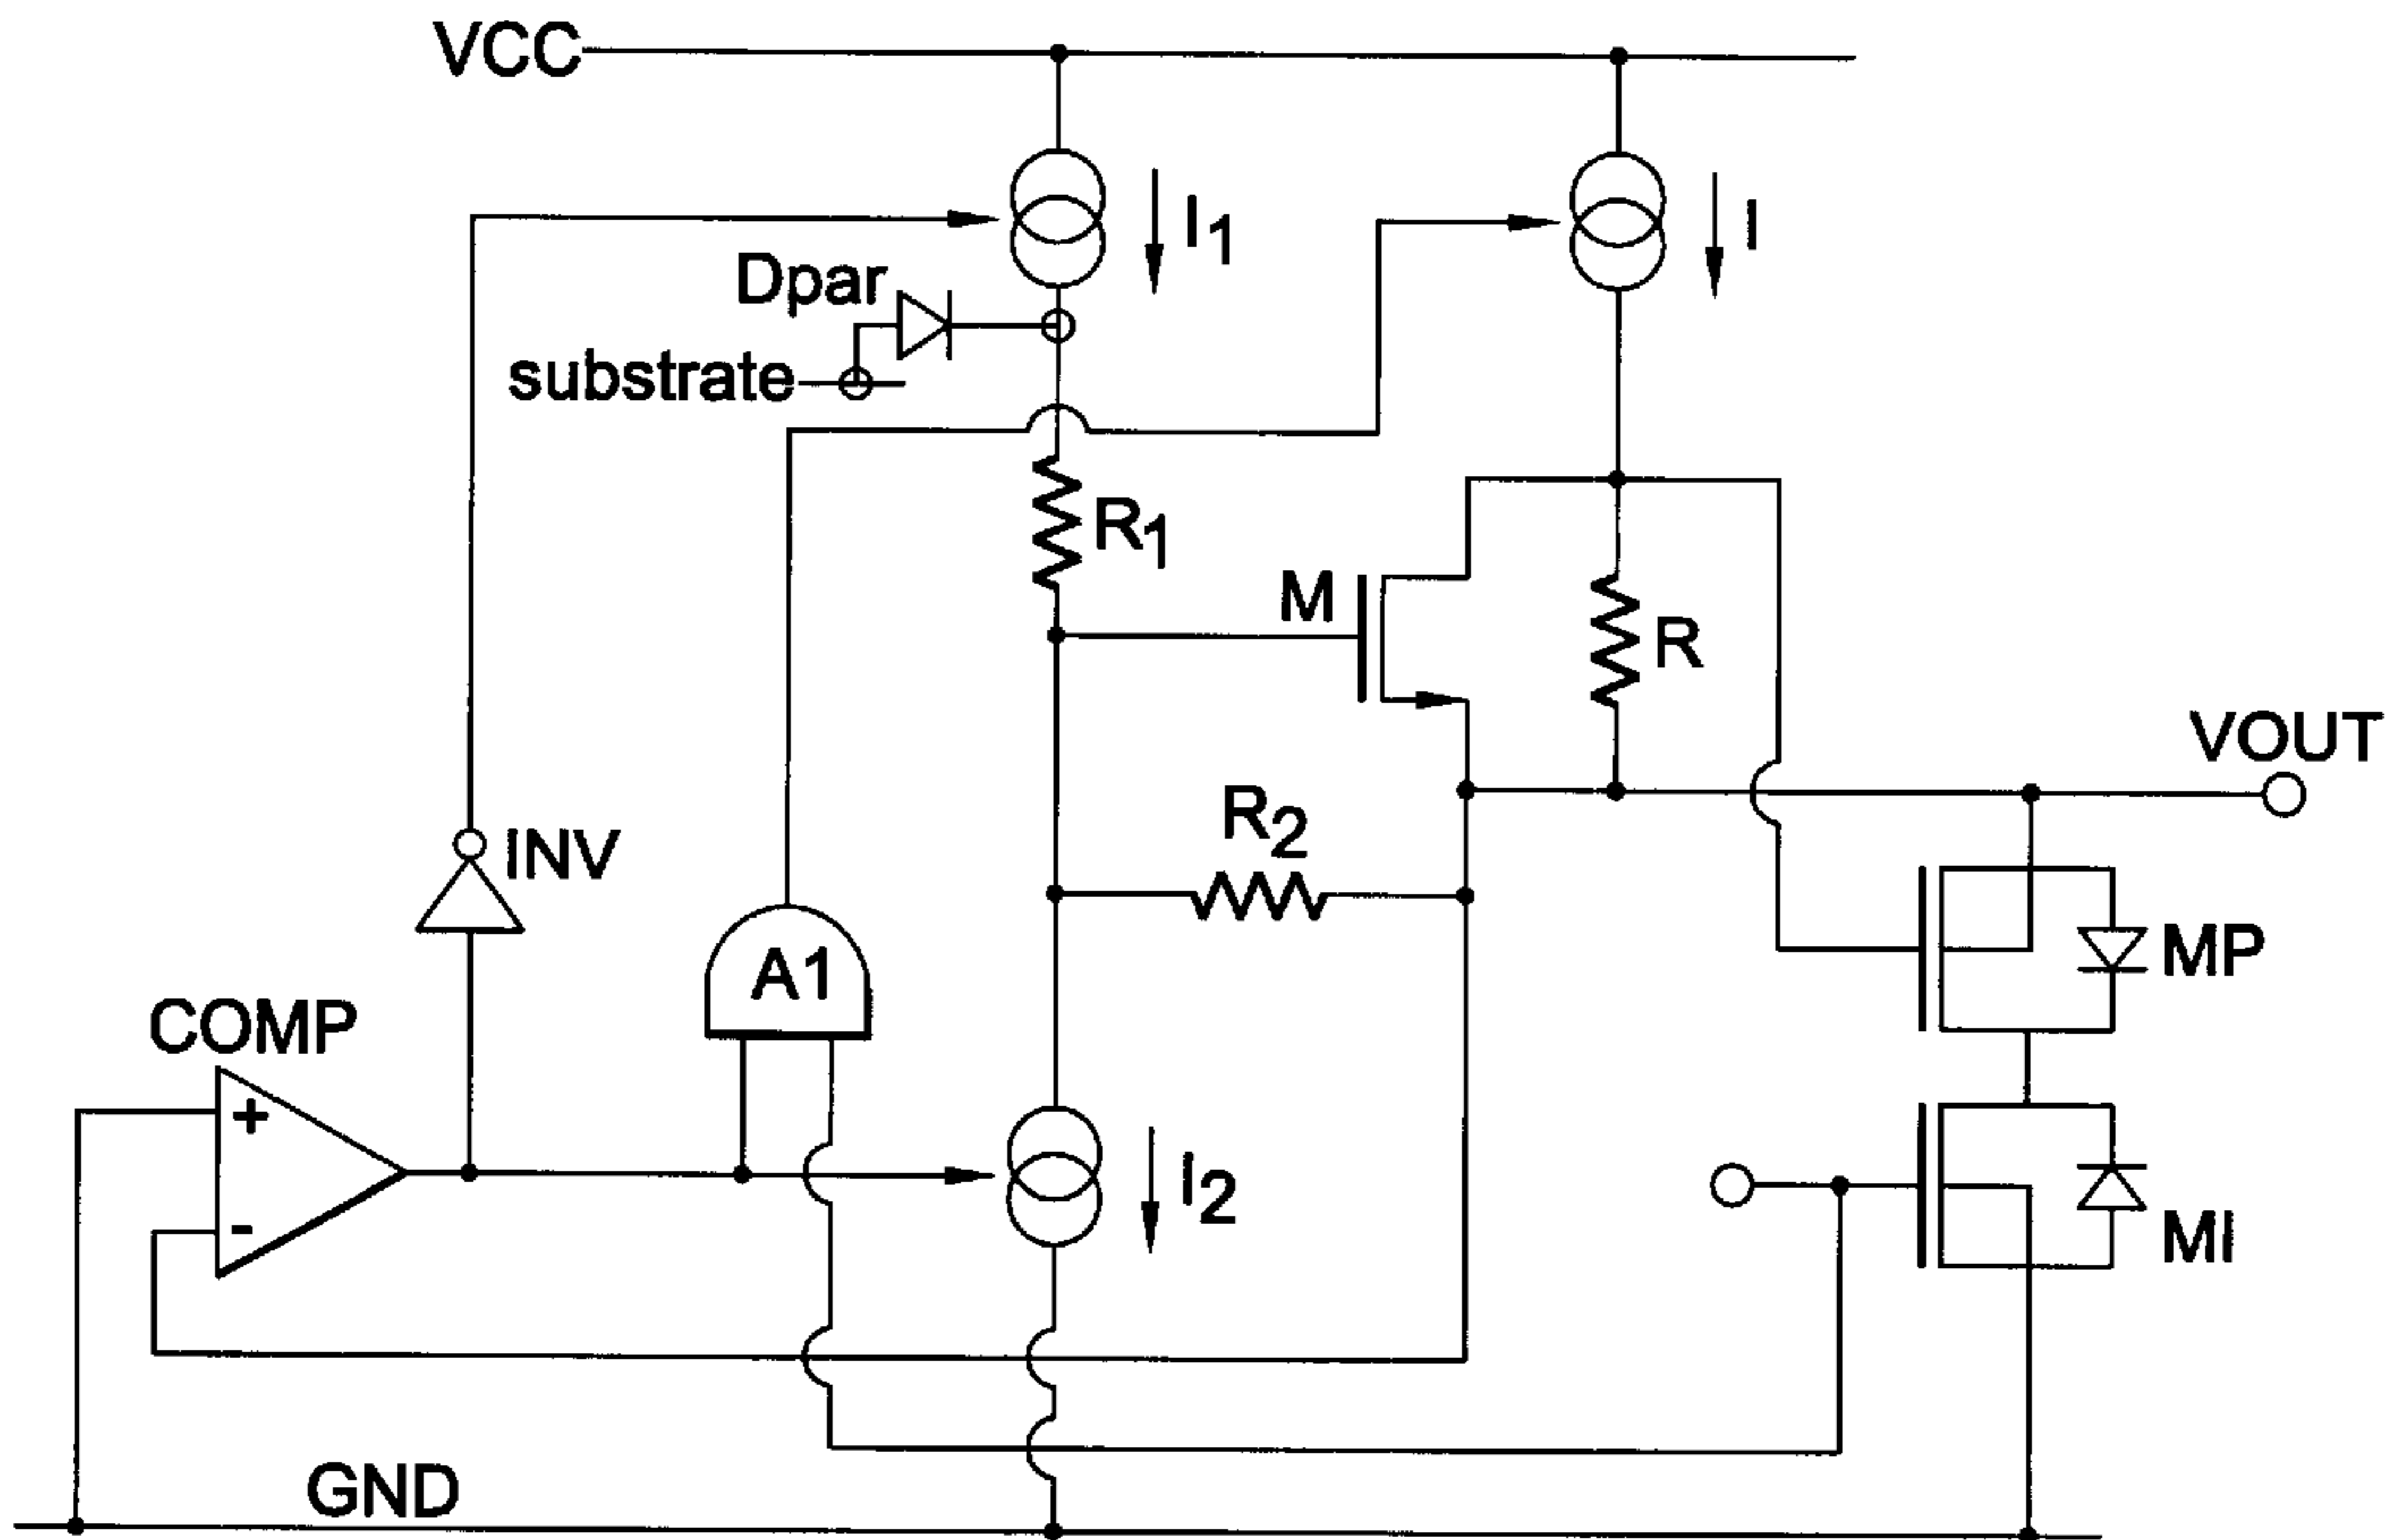 VCC
I1
I
Dpar
substrate
R1
M
R
VOUT
R2
INV
A1
MP
COMP
+
-
I2
MI
GND